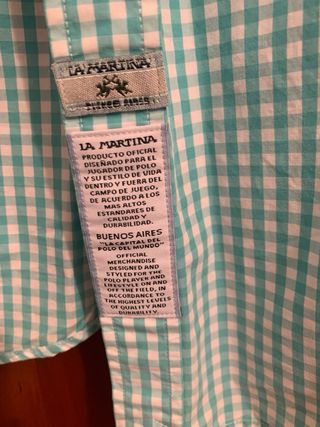 LA MARTINA
BUENOS AIRES
LA MARTINA
PRODUCTO OFICIAL
DISEÑADO PARA EL
JUGADOR DE POLO
Y SU ESTILO DE VIDA
DENTRO Y FUERA DEL
CAMPO DE JUEGO,
DE ACUERDO A LOS
MAS ALTOS
ESTANDARES DE
CALIDAD Y
DURABILIDAD.
BUENOS AIRES
"LA CAPITAL DEL
POLO DEL MUNDO"
OFFICIAL
MERCHANDISE
DESIGNED AND
STYLED FOR THE
POLO PLAYER AND
LIFESTYLE ON AND
OFF THE FIELD, IN
ACCORDANCE TO
THE HIGHEST LEVELS
OF QUALITY AND
DURABILITY.